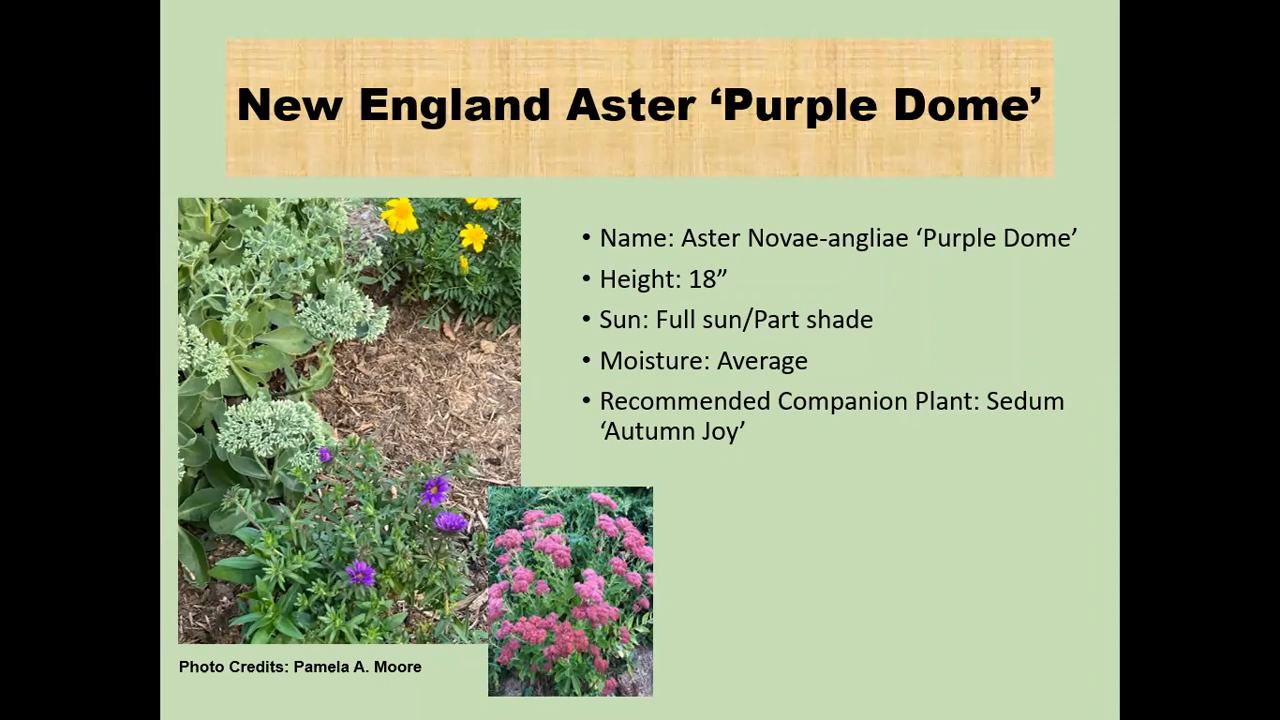 New England Aster ‘Purple Dome’
• Name: Aster Novae-angliae ‘Purple Dome’
• Height: 18”
• Sun: Full sun/Part shade
• Moisture: Average
• Recommended Companion Plant: Sedum
‘Autumn Joy’
Photo Credits: Pamela A. Moore